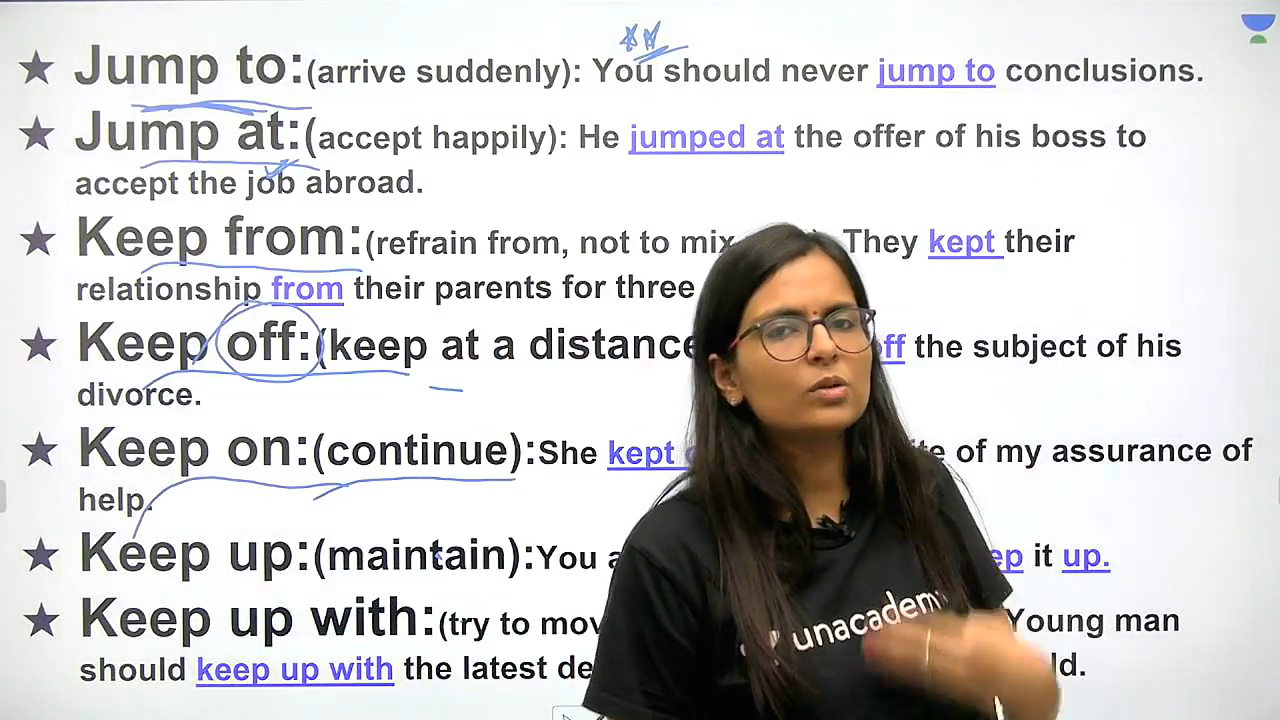 ★ Jump to:(arrive suddenly): You should never jump to conclusions.
★ Jump at:(accept happily): He jumped at the offer of his boss to
accept the job abroad.
★ Keep from:(refrain from, not to mix They kept their
relationship from their parents for three
★ Keep off:(keep at a distance off the subject of his
divorce.
★ Keep on:(continue):She kept of my assurance of
help.
★ Keep up:(maintain):You it up.
★ Keep up with:(try to Young man
should keep up with the latest
unacademy